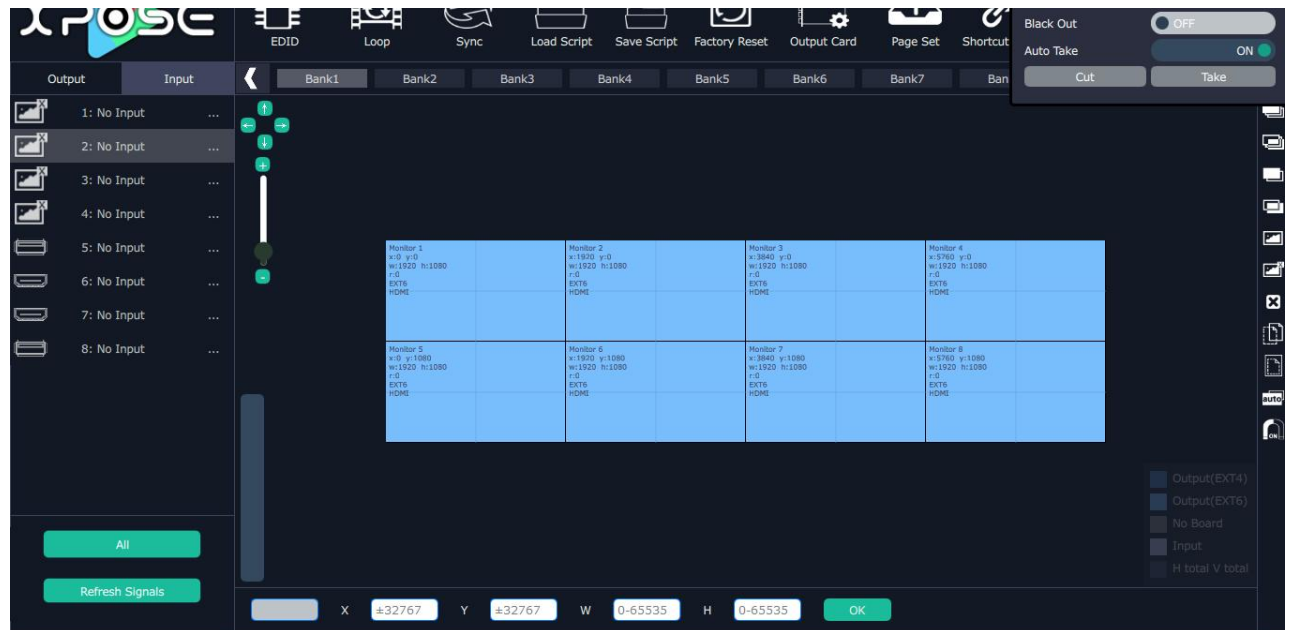 XPOSE
EDID Loop Sync Load Script Save Script Factory Reset Output Card Page Set Shortcut
Black Out OFF
Auto Take ON
Cut Take
Output Input
Bank1 Bank2 Bank3 Bank4 Bank5 Bank6 Bank7 Ban
1: No Input ...
2: No Input ...
3: No Input ...
4: No Input ...
5: No Input ...
6: No Input ...
7: No Input ...
8: No Input ...
All
Refresh Signals
Monitor 1
x:0 y:0
w:1920 h:1080
r:0
EXT6
HDMI
Monitor 2
x:1920 y:0
w:1920 h:1080
r:0
EXT6
HDMI
Monitor 3
x:3840 y:0
w:1920 h:1080
r:0
EXT6
HDMI
Monitor 4
x:5760 y:0
w:1920 h:1080
r:0
EXT6
HDMI
Monitor 5
x:0 y:1080
w:1920 h:1080
r:0
EXT6
HDMI
Monitor 6
x:1920 y:1080
w:1920 h:1080
r:0
EXT6
HDMI
Monitor 7
x:3840 y:1080
w:1920 h:1080
r:0
EXT6
HDMI
Monitor 8
x:5760 y:1080
w:1920 h:1080
r:0
EXT6
HDMI
auto
ON
Output(EXT4)
Output(EXT6)
No Board
Input
H total V total
X ±32767 Y ±32767 W 0-65535 H 0-65535 OK